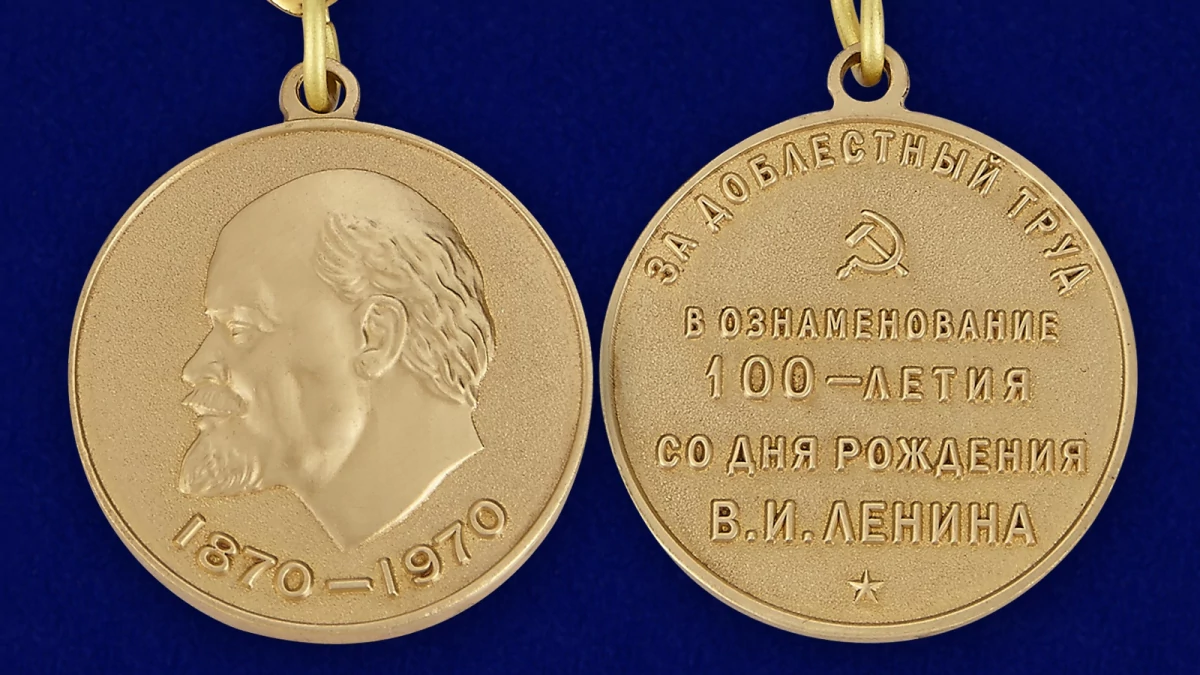 1870—1970
ЗА ДОБЛЕСТНЫЙ ТРУД
В ОЗНАМЕНОВАНИЕ
100—ЛЕТИЯ
СО ДНЯ РОЖДЕНИЯ
В.И. ЛЕНИНА